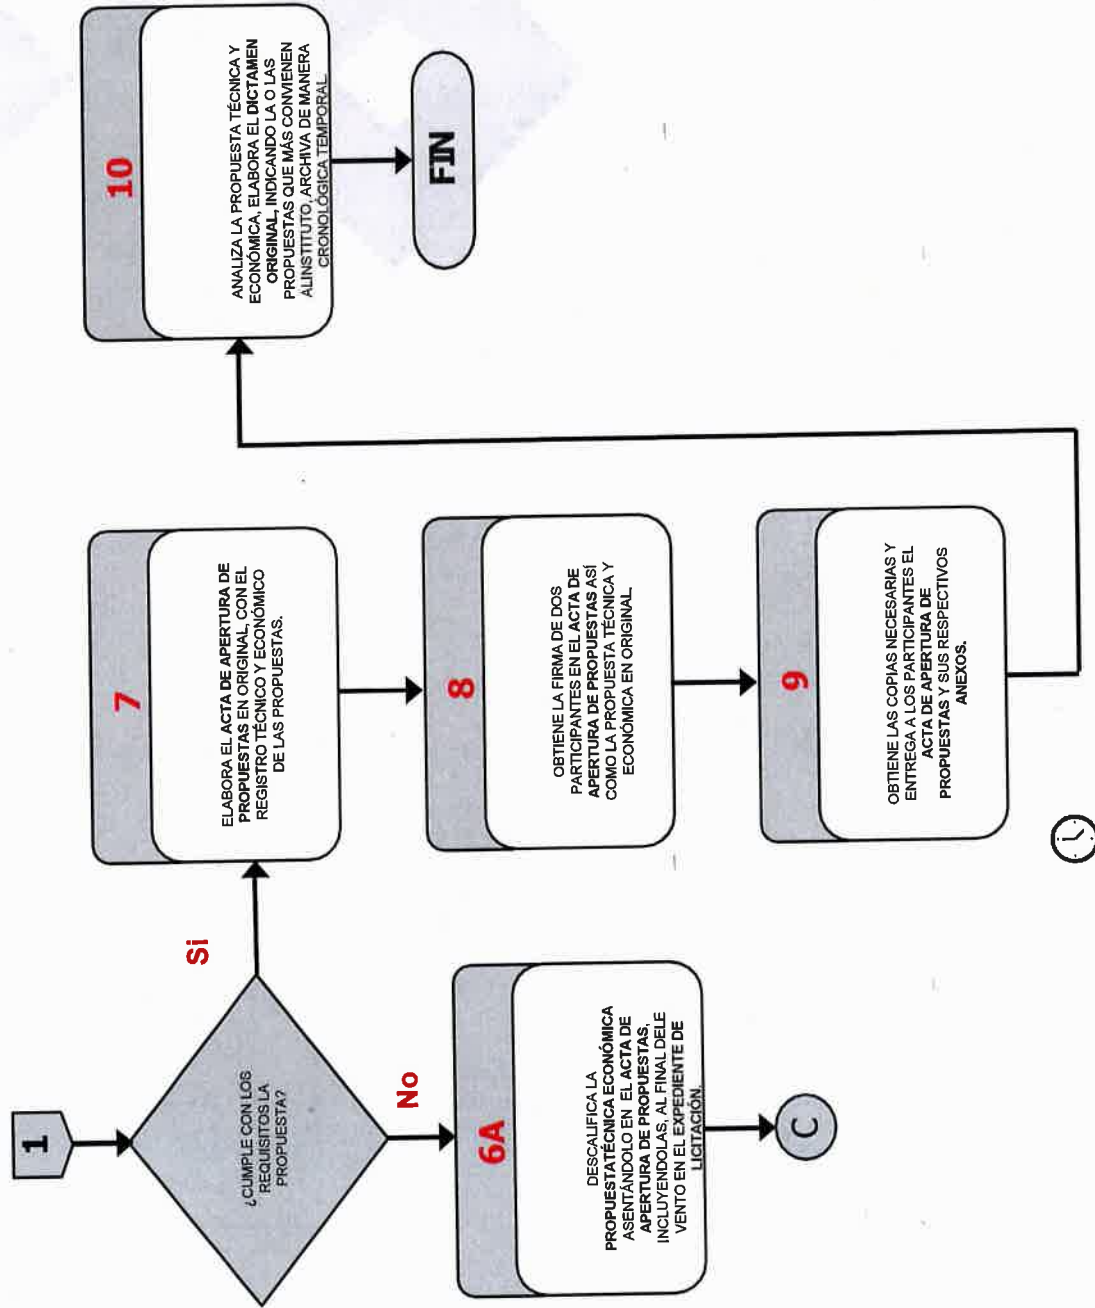 1
¿CUMPLE CON LOS
REQUISITOS LA
PROPUESTA?
Si
No
6A
DESCALIFICA LA
PROPUESTATÉCNICA ECONÓMICA
ASENTÁNDOLO EN EL ACTA DE
APERTURA DE PROPUESTAS,
INCLUYENDOLAS, AL FINAL DELE
VENTO EN EL EXPEDIENTE DE
LICITACIÓN.
C
7
ELABORA EL ACTA DE APERTURA DE
PROPUESTAS EN ORIGINAL, CON EL
REGISTRO TÉCNICO Y ECONÓMICO
DE LAS PROPUESTAS.
8
OBTIENE LA FIRMA DE DOS
PARTICIPANTES EN EL ACTA DE
APERTURA DE PROPUESTAS ASÍ
COMO LA PROPUESTA TÉCNICA Y
ECONÓMICA EN ORIGINAL
9
OBTIENE LAS COPIAS NECESARIAS Y
ENTREGA A LOS PARTICIPANTES EL
ACTA DE APERTURA DE
PROPUESTAS Y SUS RESPECTIVOS
ANEXOS.
10
ANALIZA LA PROPUESTA TÉCNICA Y
ECONÓMICA, ELABORA EL DICTAMEN
ORIGINAL, INDICANDO LA O LAS
PROPUESTAS QUE MÁS CONVIENEN
ALINSTITUTO, ARCHIVA DE MANERA
CRONOLÓGICA TEMPORAL
FIN